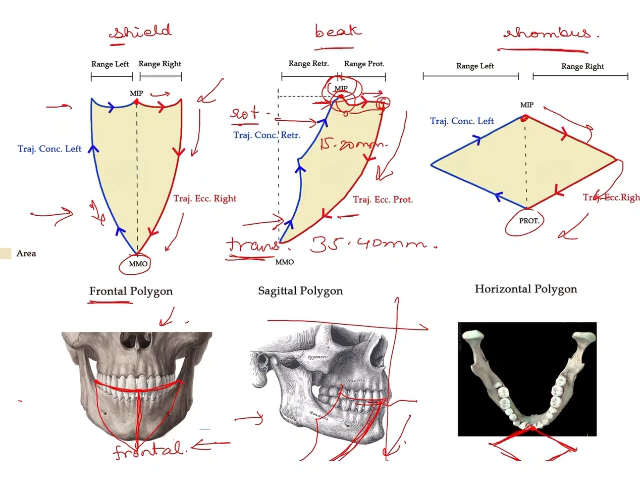 shield
beak
rhombus.
Range Left
Range Right
Range Retr.
Range Prot.
Range Left
Range Right
MIP
MIP
MIP
rot -
Traj. Conc. Left
Traj. Conc. Retr.
Traj. Conc. Left
15.20mm.
Traj. Ecc. Right
Traj. Ecc. Prot.
Traj. Ecc.Righ
PROT.
trans. 35.40mm.
Area
MMO
MMO
Frontal Polygon
Sagittal Polygon
Horizontal Polygon
frontal.